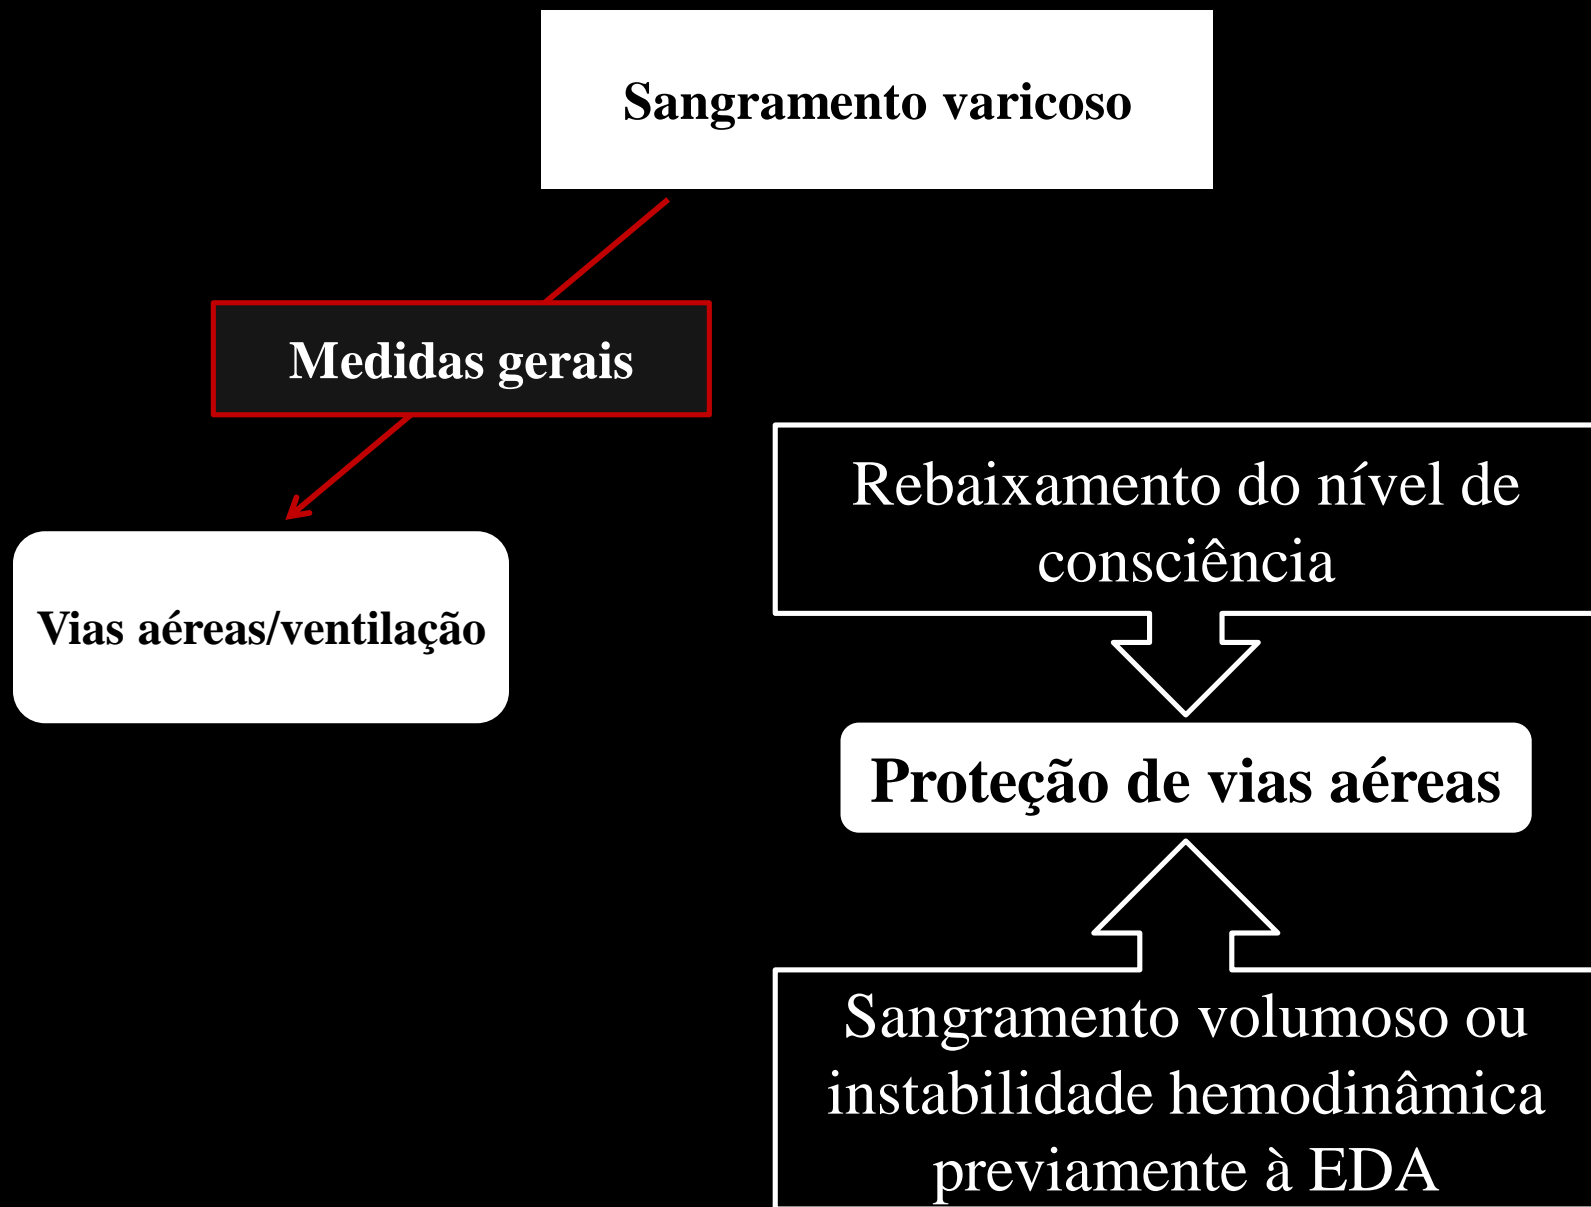 Sangramento varicoso
Medidas gerais
Vias aéreas/ventilação
Rebaixamento do nível de
consciência
Proteção de vias aéreas
Sangramento volumoso ou
instabilidade hemodinâmica
previamente à EDA